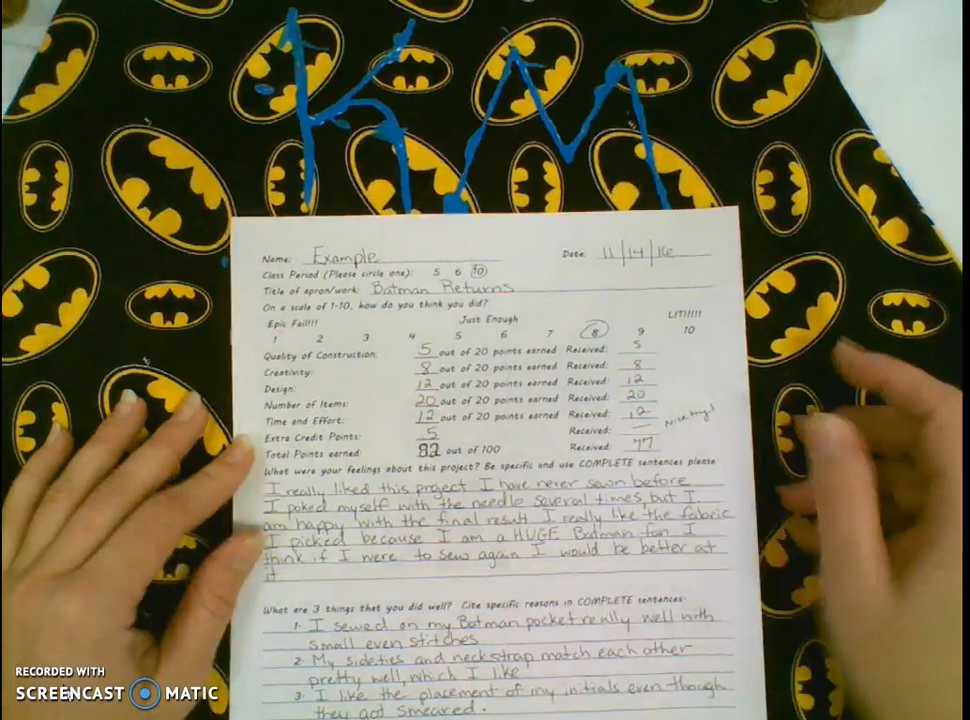 KM
Name: Example Date: 11/14/16
Class Period (Please circle one): 5 6 10
Title of apron/work: Batman Returns
On a scale of 1-10, how do you think you did?
Epic Fail!!! Just Enough LIT!!!!!
1 2 3 4 5 6 7 8 9 10
Quality of Construction: 5 out of 20 points earned Received: 5
Creativity: 8 out of 20 points earned Received: 8
Design: 12 out of 20 points earned Received: 12
Number of Items: 20 out of 20 points earned Received: 20
Time and Effort: 12 out of 20 points earned Received: 12
Extra Credit Points: 5 Received: — Nice try!
Total Points earned: 82 out of 100 Received: 77
What were your feelings about this project? Be specific and use COMPLETE sentences please
I really liked this project I have never sewn before
I poked myself with the needle several times but I
am happy with the final result I really like the fabric
I picked because I am a HUGE Batman fan I
think if I were to sew again I would be better at
it
What are 3 things that you did well? Cite specific reasons in COMPLETE sentences:
1. I sewed on my Batman pocket really well with
small even stitches
2. My sideties and neckstrap match each other
pretty well, which I like
3. I like the placement of my initials even though
they got smeared.
RECORDED WITH
SCREENCAST MATIC